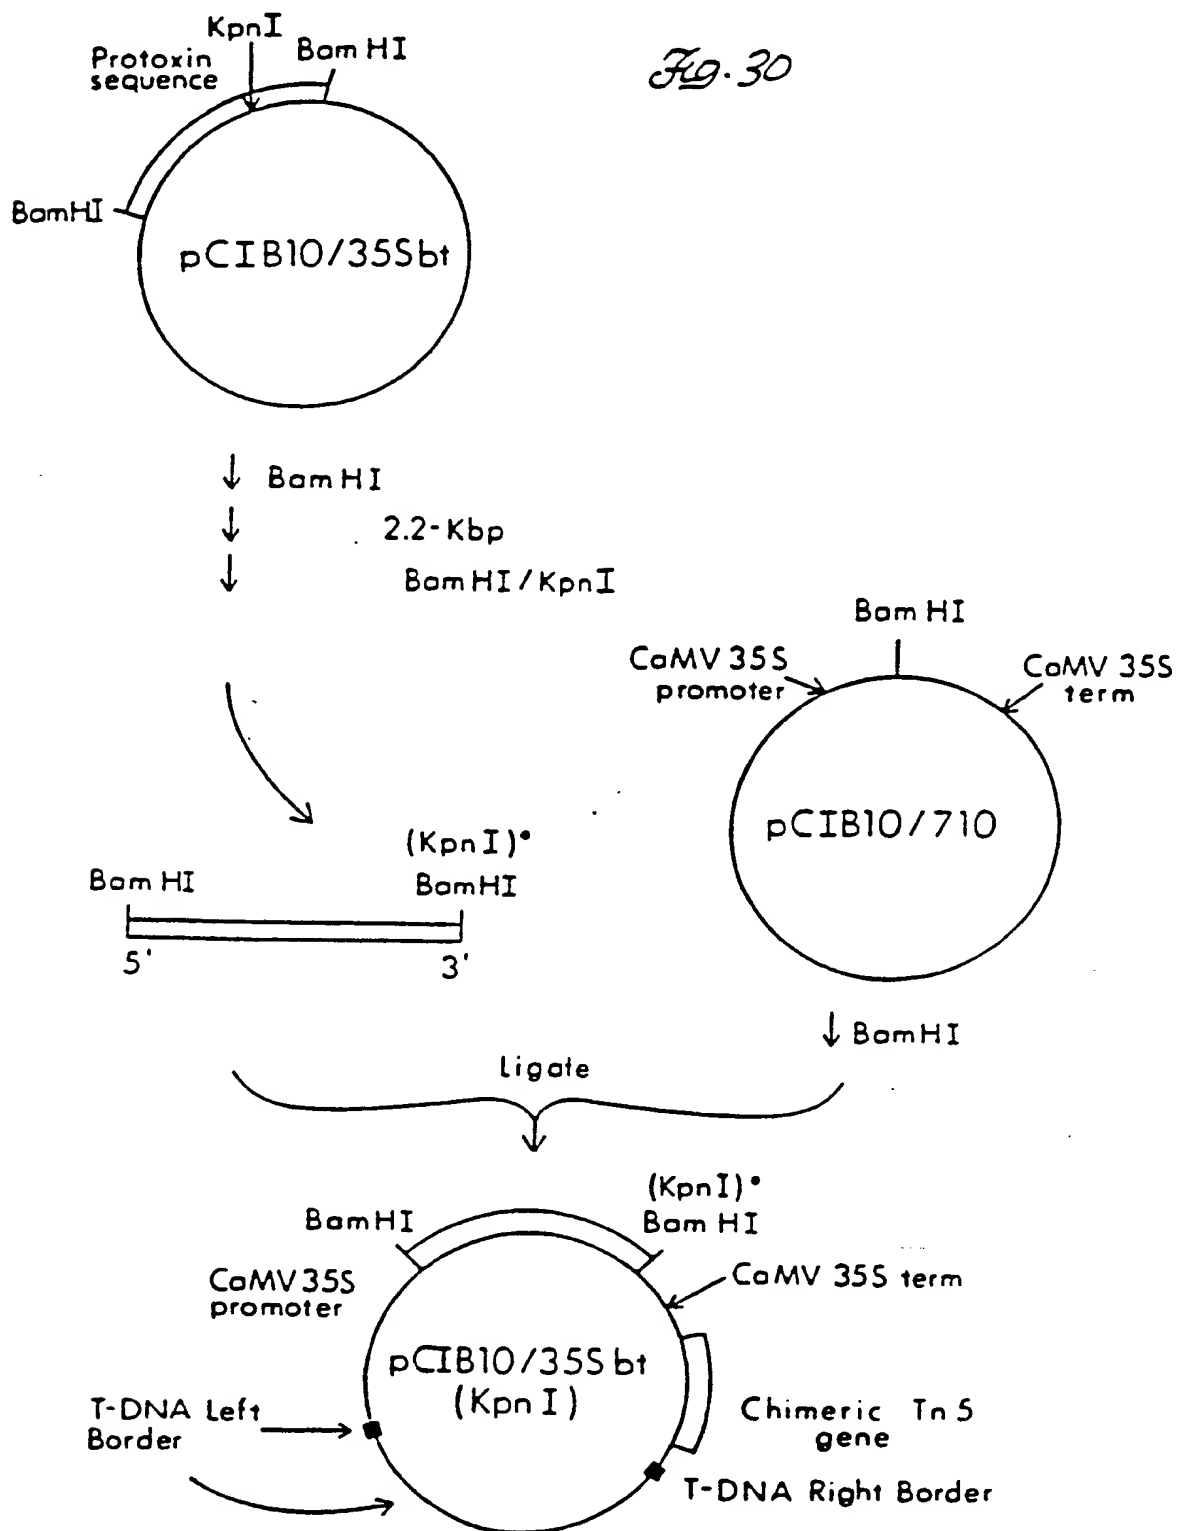 Fig. 30
KpnI
Protoxin
sequence
Bam HI
BamHI
pCIB10/35Sbt
Bam HI
2.2-Kbp
Bam HI/KpnI
Bam HI
CaMV 35S
promoter
CaMV 35S
term
pCIB10/710
(KpnI)•
Bam HI
BamHI
5'
3'
BamHI
Ligate
(KpnI)•
BamHI
Bam HI
CaMV 35S
promoter
CaMV 35S term
pCIB10/35S bt
(Kpn I)
T-DNA Left
Border
Chimeric Tn 5
gene
T-DNA Right Border